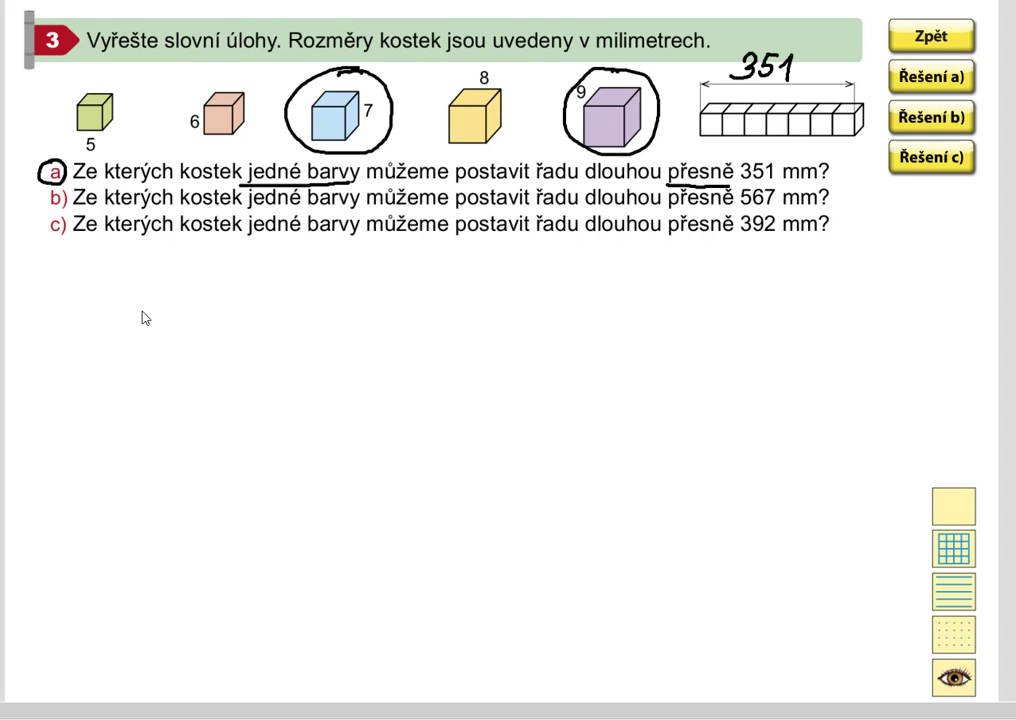 3 Vyřešte slovní úlohy. Rozměry kostek jsou uvedeny v milimetrech.
Zpět
Řešení a)
Řešení b)
Řešení c)
5
6
7
8
9
351
a) Ze kterých kostek jedné barvy můžeme postavit řadu dlouhou přesně 351 mm?
b) Ze kterých kostek jedné barvy můžeme postavit řadu dlouhou přesně 567 mm?
c) Ze kterých kostek jedné barvy můžeme postavit řadu dlouhou přesně 392 mm?